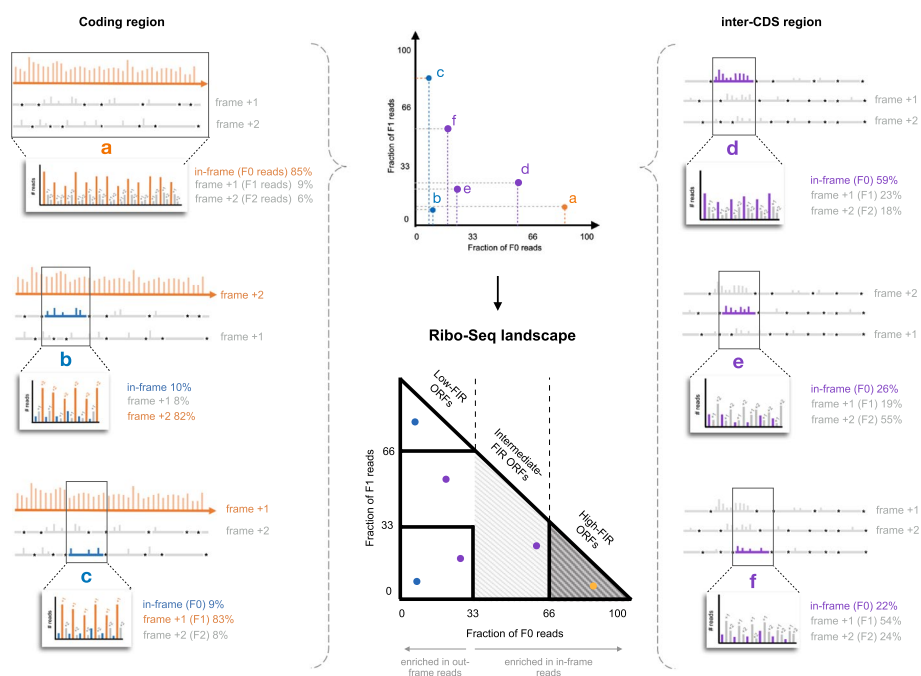 Coding region
frame +1
frame +2
a
# reads
in-frame (F0 reads) 85%
frame +1 (F1 reads) 9%
frame +2 (F2 reads) 6%
frame +2
frame +1
b
# reads
in-frame 10%
frame +1 8%
frame +2 82%
frame +1
frame +2
c
# reads
in-frame (F0) 9%
frame +1 (F1) 83%
frame +2 (F2) 8%
100
66
33
0
Fraction of F1 reads
c
f
d
e
b
a
33
66
100
Fraction of F0 reads
Ribo-Seq landscape
Low-FIR
ORFs
Intermediate-
FIR ORFs
High-FIR
ORFs
66
33
0
Fraction of F1 reads
0
33
66
100
Fraction of F0 reads
enriched in out-
frame reads
enriched in in-frame
reads
inter-CDS region
frame +1
frame +2
d
# reads
in-frame (F0) 59%
frame +1 (F1) 23%
frame +2 (F2) 18%
frame +2
frame +1
e
# reads
in-frame (F0) 26%
frame +1 (F1) 19%
frame +2 (F2) 55%
frame +1
frame +2
f
# reads
in-frame (F0) 22%
frame +1 (F1) 54%
frame +2 (F2) 24%